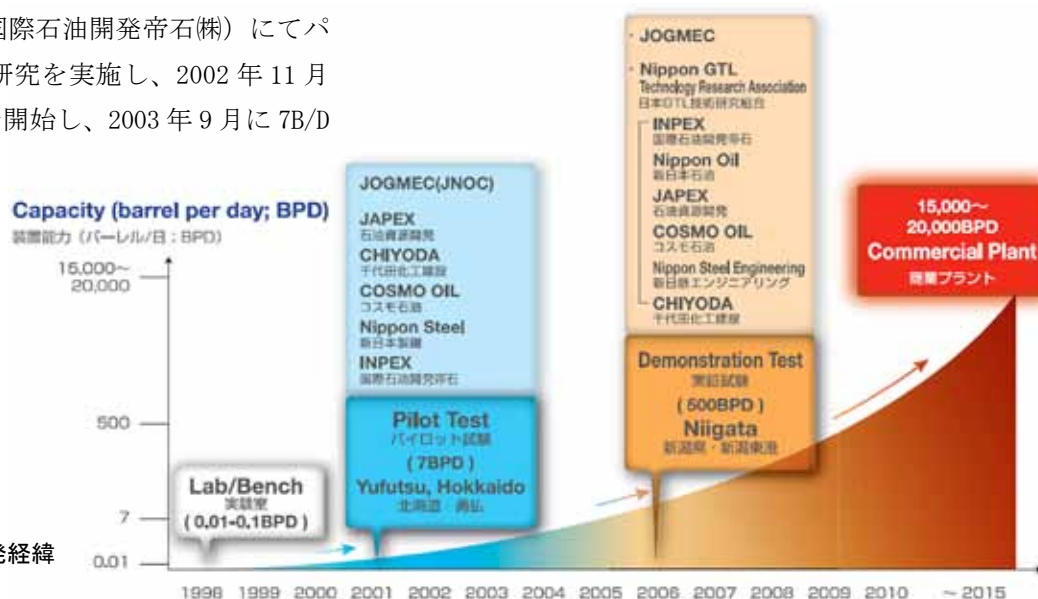 国際石油開発帝石㈱）にてパ
研究を実施し、2002 年 11 月
開始し、2003 年 9 月に 7B/D
発経緯
Capacity (barrel per day; BPD)
装置能力（バーレル/日：BPD）
15,000～
20,000
500
7
0.01
Lab/Bench
実験室
( 0.01-0.1BPD )
JOGMEC(JNOC)
JAPEX
石油資源開発
CHIYODA
千代田化工建設
COSMO OIL
コスモ石油
Nippon Steel
新日本製鐵
INPEX
国際石油開発帝石
Pilot Test
パイロット試験
( 7BPD )
Yufutsu, Hokkaido
北海道・勇払
・JOGMEC
・Nippon GTL
Technology Research Association
日本GTL技術研究組合
INPEX
国際石油開発帝石
Nippon Oil
新日本石油
JAPEX
石油資源開発
COSMO OIL
コスモ石油
Nippon Steel Engineering
新日鉄エンジニアリング
CHIYODA
千代田化工建設
Demonstration Test
実証試験
( 500BPD )
Niigata
新潟県・新潟東港
15,000～
20,000BPD
Commercial Plant
商業プラント
1998 1999 2000 2001 2002 2003 2004 2005 2006 2007 2008 2009 2010 ～2015